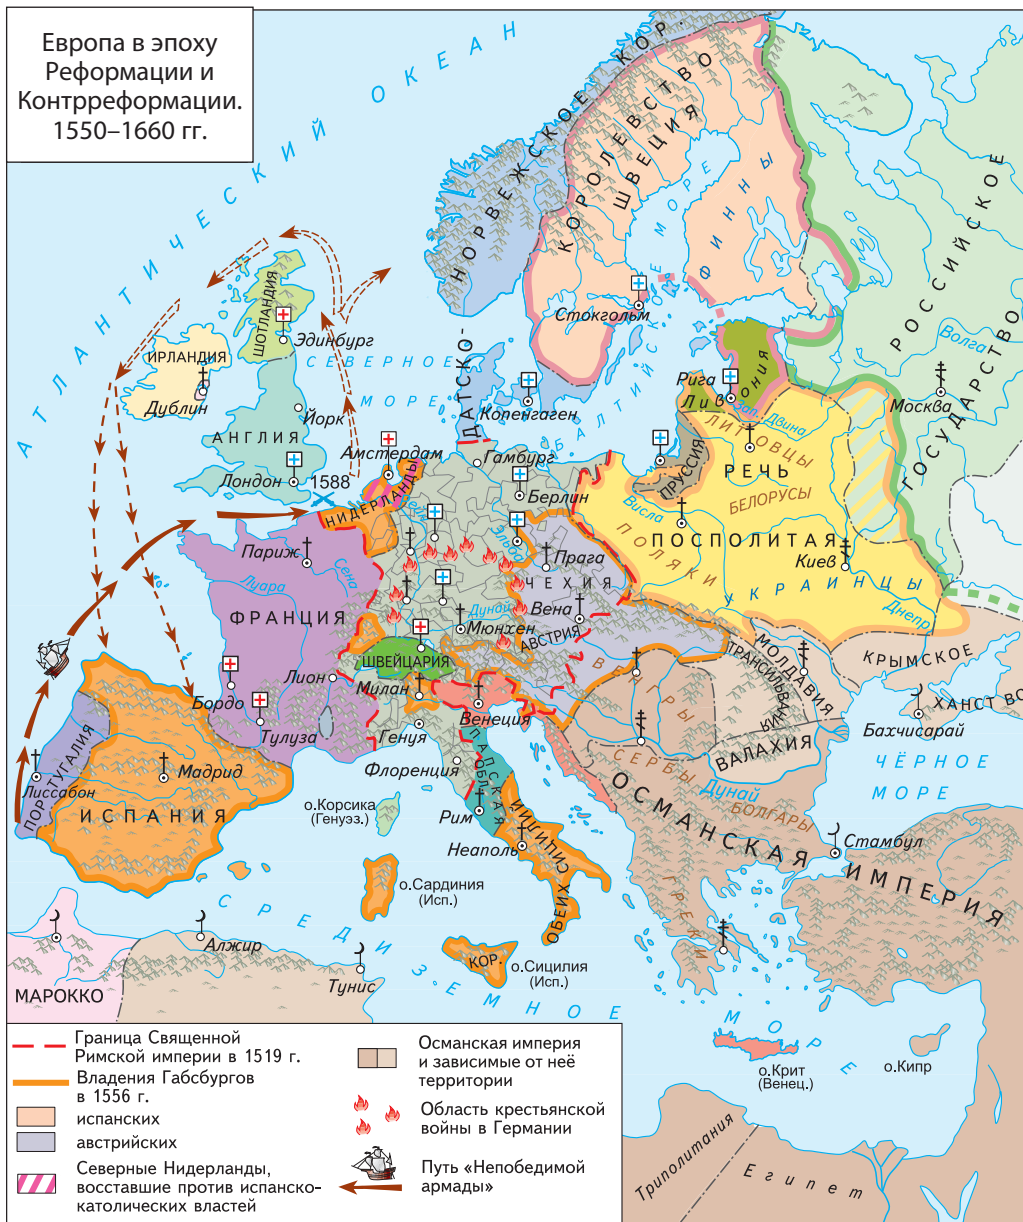 Европа в эпоху
Реформации и
Контрреформации.
1550–1660 гг.
АТЛАНТИЧЕСКИЙ ОКЕАН
НОРВЕЖСКОЕ КОР.
ДАТСКО-
КОРОЛЕВСТВО
ШВЕЦИЯ
ФИННЫ
РОССИЙСКОЕ
ГОСУДАРСТВО
Волга
Москва
Стокгольм
БАЛТИЙСКОЕ МОРЕ
ШОТЛАНДИЯ
Эдинбург
ИРЛАНДИЯ
Дублин
СЕВЕРНОЕ
МОРЕ
Йорк
АНГЛИЯ
Лондон
1588
Амстердам
НИДЕРЛАНДЫ
Копенгаген
Гамбург
Берлин
Рига
Ливония
Зап. Двина
ЛИТОВЦЫ
ПРУССИЯ
РЕЧЬ
БЕЛОРУСЫ
Висла
ПОСПОЛИТАЯ
ПОЛЯКИ
Киев
УКРАИНЦЫ
Днепр
Эльба
Париж
Сена
Луара
ФРАНЦИЯ
Прага
ЧЕХИЯ
Вена
Дунай
Мюнхен
АВСТРИЯ
ШВЕЙЦАРИЯ
Лион
Милан
Бордо
Тулуза
Венеция
Генуя
Флоренция
ВЕНГРЫ
ТРАНСИЛЬВАНИЯ
МОЛДАВИЯ
КРЫМСКОЕ
ХАНСТВО
Бахчисарай
ВАЛАХИЯ
СЕРВЫ
Дунай
БОЛГАРЫ
ЧЁРНОЕ
МОРЕ
ПОРТУГАЛИЯ
Лиссабон
Мадрид
ИСПАНИЯ
о.Корсика
(Генуэз.)
ПАПСКАЯ
ОБЛ.
Рим
Неаполь
ОБЕИХ СИЦИЛИЙ
КОР.
о.Сардиния
(Исп.)
о.Сицилия
(Исп.)
ОСМАНСКАЯ ИМПЕРИЯ
Стамбул
ГРЕКИ
СРЕДИЗЕМНОЕ МОРЕ
Алжир
Тунис
МАРОККО
о.Крит
(Венец.)
о.Кипр
Триполитания
Египет
Граница Священной
Римской империи в 1519 г.
Владения Габсбургов
в 1556 г.
испанских
австрийских
Северные Нидерланды,
восставшие против испанско-
католических властей
Османская империя
и зависимые от неё
территории
Область крестьянской
войны в Германии
Путь «Непобедимой
армады»